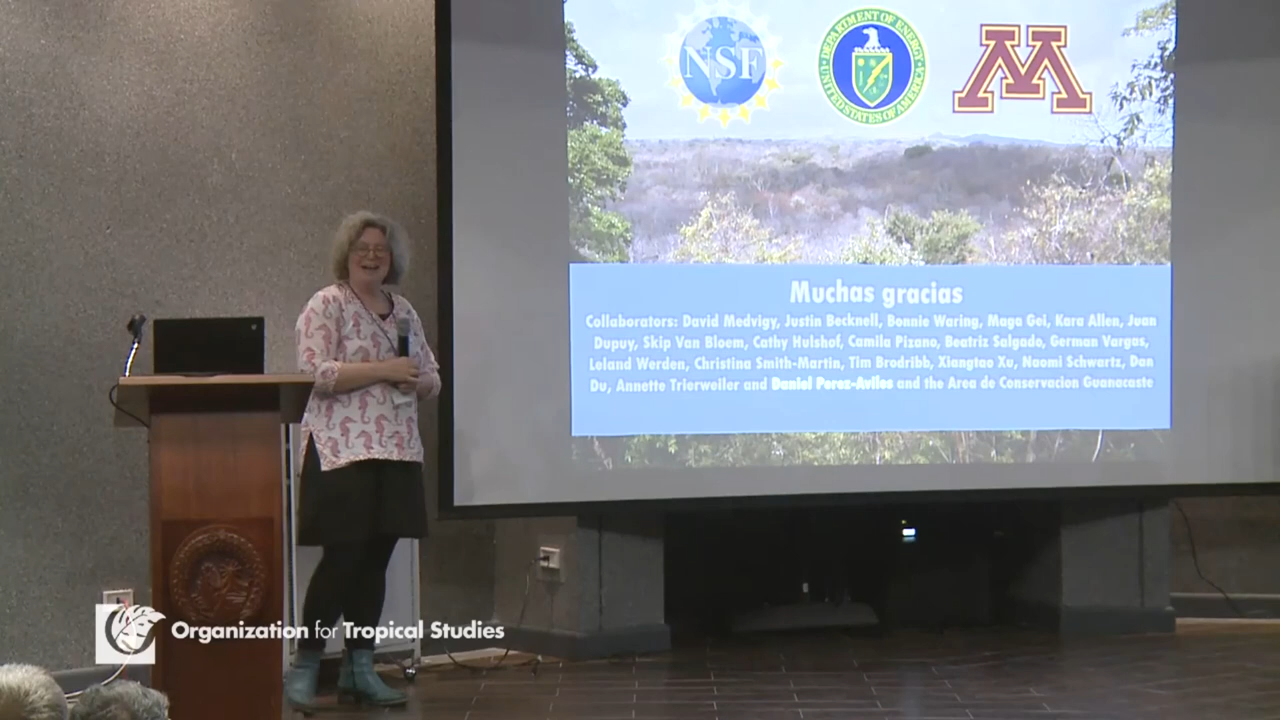 NSF
DEPARTMENT OF ENERGY
UNITED STATES OF AMERICA
M
Muchas gracias
Collaborators: David Medvigy, Justin Becknell, Bonnie Waring, Maga Gei, Kara Allen, Juan
Dupuy, Skip Van Bloem, Cathy Hulshof, Camila Pizano, Beatriz Salgado, German Vargas,
Leland Werden, Christina Smith-Martin, Tim Brodribb, Xiangtao Xu, Naomi Schwartz, Dan
Du, Annette Trierweiler and Daniel Perez-Aviles and the Area de Conservacion Guanacaste
Organization for Tropical Studies